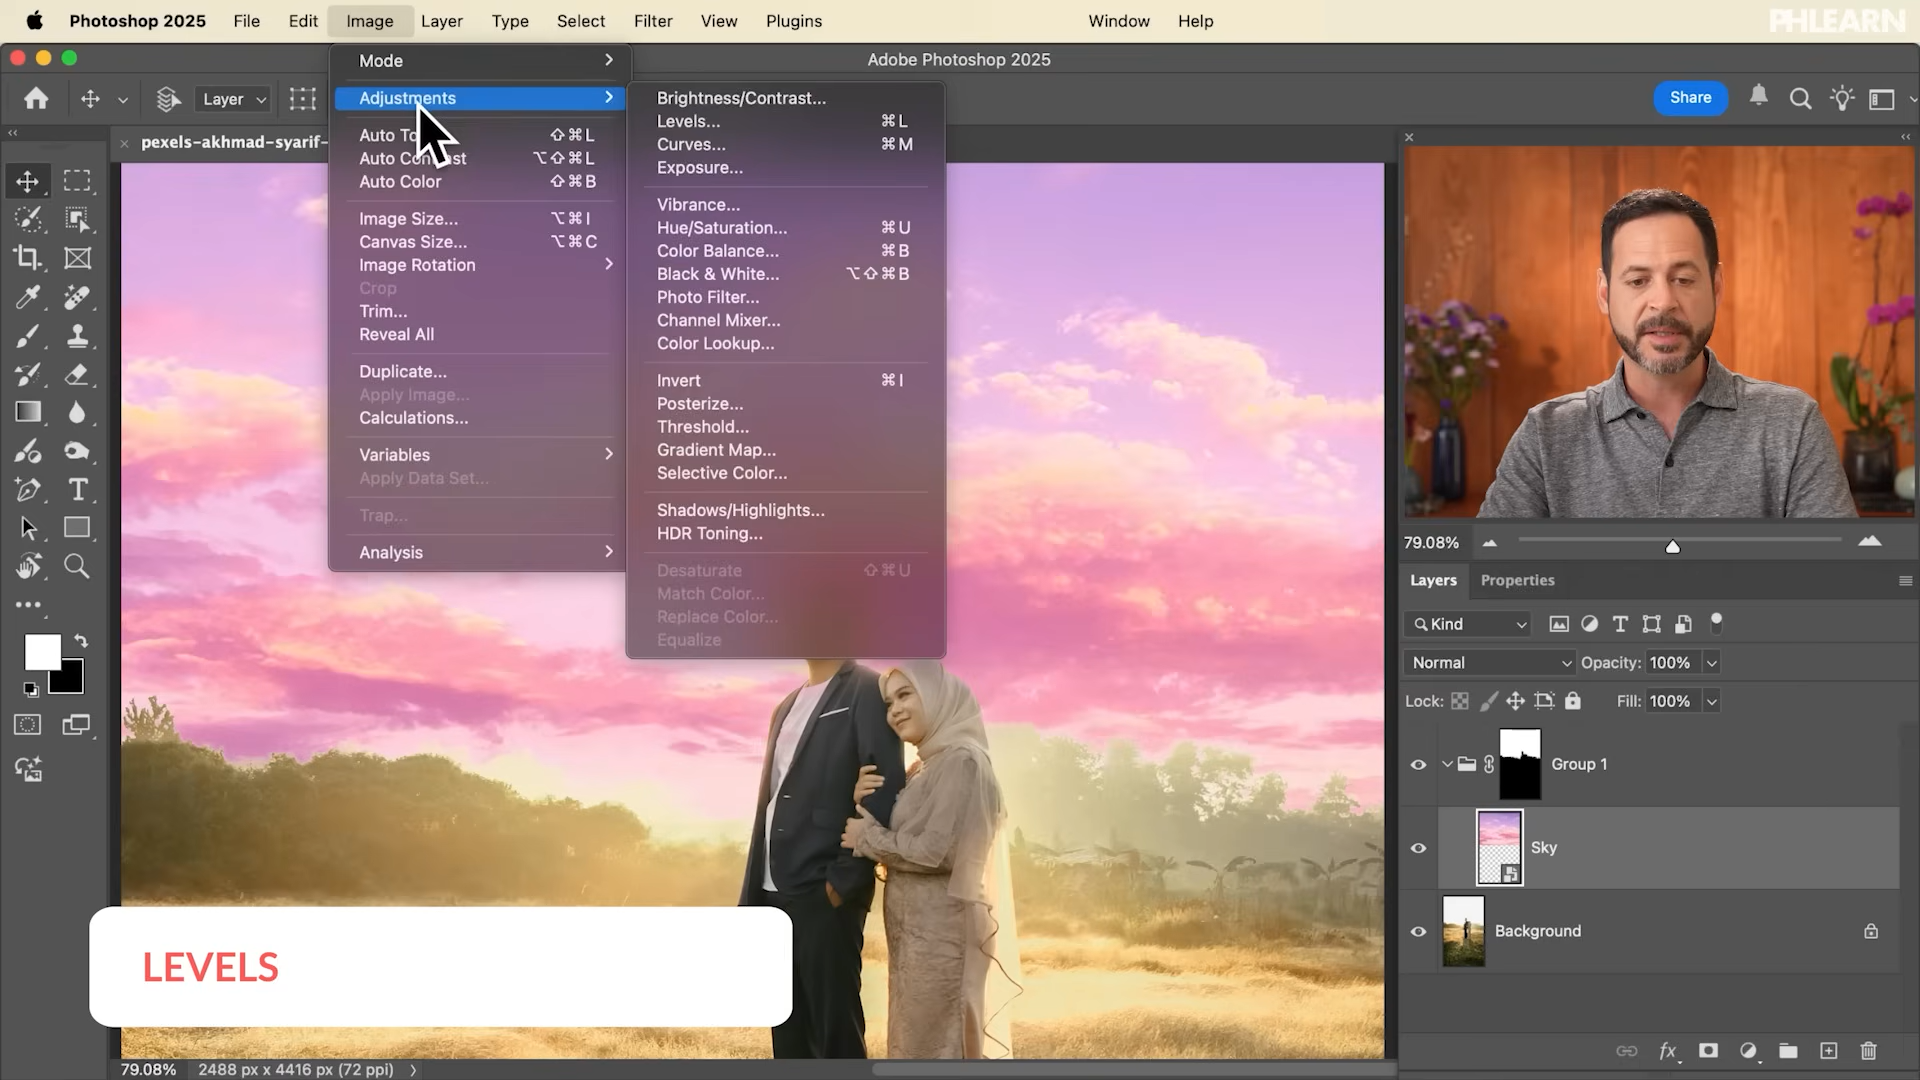 Photoshop 2025 File Edit Image Layer Type Select Filter View Plugins Window Help
PHLEARN
Adobe Photoshop 2025
Layer
Share
pexels-akhmad-syarif-
Mode
Adjustments
Auto To
⇧⌘L
Auto Contrast ⌥⇧⌘L
Auto Color ⇧⌘B
Image Size... ⌥⌘I
Canvas Size... ⌥⌘C
Image Rotation
Crop
Trim...
Reveal All
Duplicate...
Apply Image...
Calculations...
Variables
Apply Data Set...
Trap...
Analysis
Brightness/Contrast...
Levels... ⌘L
Curves... ⌘M
Exposure...
Vibrance...
Hue/Saturation... ⌘U
Color Balance... ⌘B
Black & White... ⌥⇧⌘B
Photo Filter...
Channel Mixer...
Color Lookup...
Invert ⌘I
Posterize...
Threshold...
Gradient Map...
Selective Color...
Shadows/Highlights...
HDR Toning...
Desaturate ⇧⌘U
Match Color...
Replace Color...
Equalize
79.08%
Layers Properties
Kind
Normal Opacity: 100%
Lock: Fill: 100%
Group 1
Sky
Background
fx
LEVELS
79.08% 2488 px x 4416 px (72 ppi)